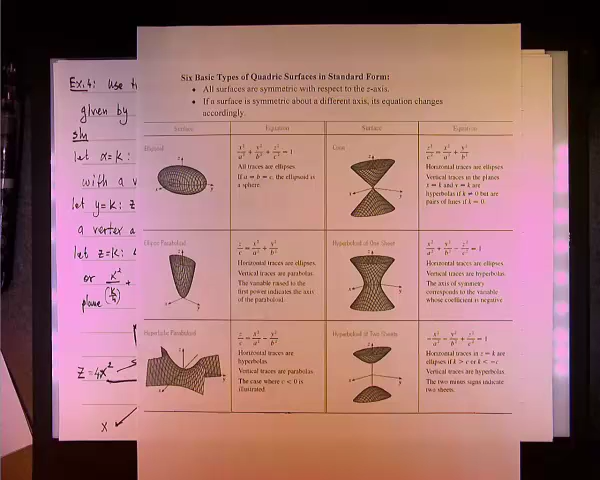 Six Basic Types of Quadric Surfaces in Standard Form:
• All surfaces are symmetric with respect to the z-axis.
• If a surface is symmetric about a different axis, its equation changes
accordingly.
Surface Equation Surface Equation
Ellipsoid
x²/a² + y²/b² + z²/c² = 1
All traces are ellipses.
If a = b = c, the ellipsoid is
a sphere.
Cone
z²/c² = x²/a² + y²/b²
Horizontal traces are ellipses.
Vertical traces in the planes
x = k and y = k are
hyperbolas if k ≠ 0 but are
pairs of lines if k = 0.
Elliptic Paraboloid
z/c = x²/a² + y²/b²
Horizontal traces are ellipses.
Vertical traces are parabolas.
The variable raised to the
first power indicates the axis
of the paraboloid.
Hyperboloid of One Sheet
x²/a² + y²/b² − z²/c² = 1
Horizontal traces are ellipses.
Vertical traces are hyperbolas.
The axis of symmetry
corresponds to the variable
whose coefficient is negative
Hyperbolic Paraboloid
z/c = x²/a² − y²/b²
Horizontal traces are
hyperbolas.
Vertical traces are parabolas.
The case where c < 0 is
illustrated.
Hyperboloid of Two Sheets
−x²/a² − y²/b² + z²/c² = 1
Horizontal traces in z = k are
ellipses if k > c or k < −c
Vertical traces are hyperbolas.
The two minus signs indicate
two sheets.
Ex.4: use
given by
sln
let x=k:
with a
let y=k: z
a vertex a
let z=k:
or x²
plane
z=4x²
x